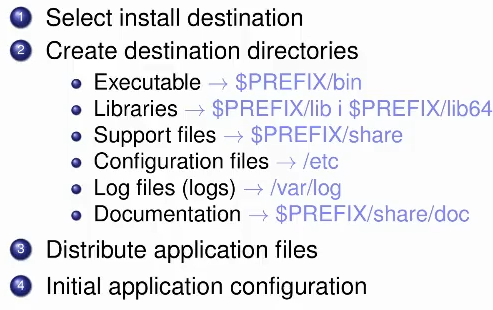 1 Select install destination
2 Create destination directories
Executable → $PREFIX/bin
Libraries → $PREFIX/lib i $PREFIX/lib64
Support files → $PREFIX/share
Configuration files → /etc
Log files (logs) → /var/log
Documentation → $PREFIX/share/doc
3 Distribute application files
4 Initial application configuration